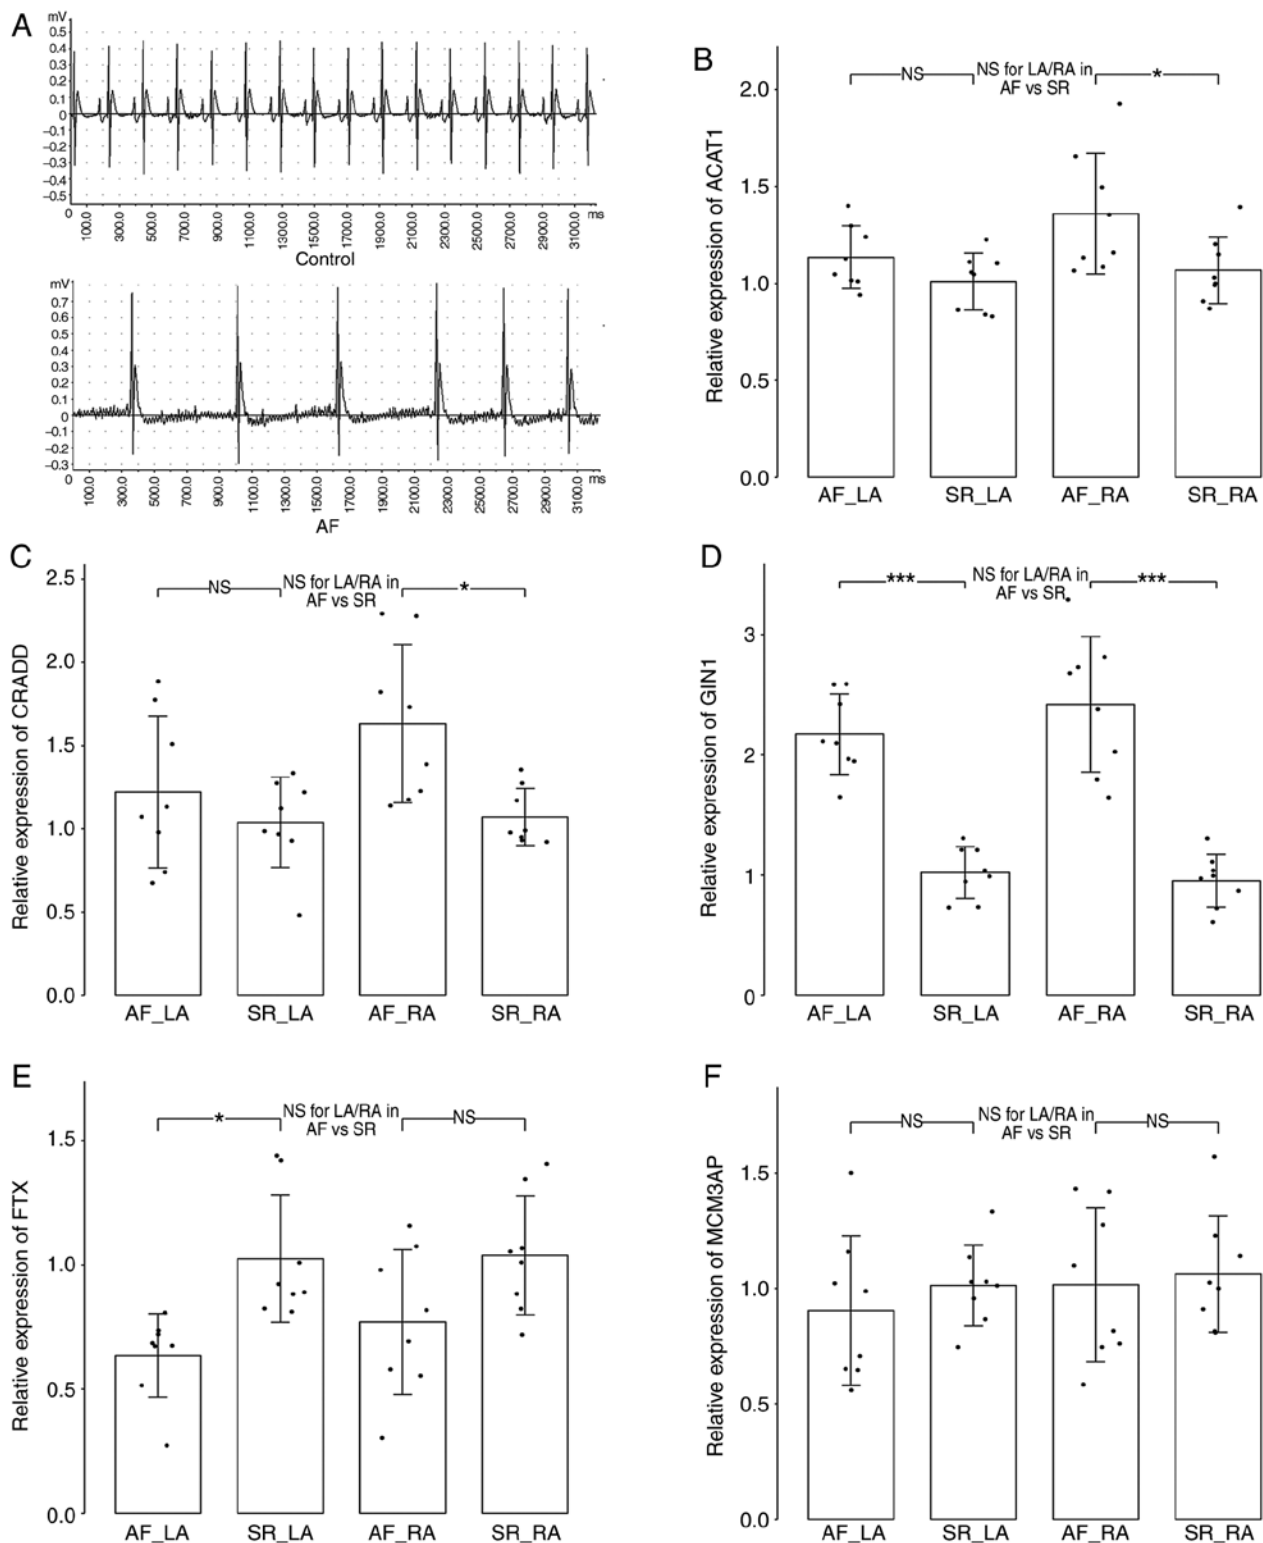 A
mV
0.5
0.4
0.3
0.2
0.1
0
−0.1
−0.2
−0.3
−0.4
−0.5
0 100.0 300.0 500.0 700.0 900.0 1100.0 1300.0 1500.0 1700.0 1900.0 2100.0 2300.0 2500.0 2700.0 2900.0 3100.0 ms
Control
mV
0.7
0.6
0.5
0.4
0.3
0.2
0.1
0
−0.1
−0.2
−0.3
0 100.0 300.0 500.0 700.0 900.0 1100.0 1300.0 1500.0 1700.0 1900.0 2100.0 2300.0 2500.0 2700.0 2900.0 3100.0 ms
AF
B
Relative expression of ACAT1
2.0
1.5
1.0
0.5
0.0
NS
NS for LA/RA in
AF vs SR
*
AF_LA SR_LA AF_RA SR_RA
C
Relative expression of CRADD
2.5
2.0
1.5
1.0
0.5
0.0
NS
NS for LA/RA in
AF vs SR
*
AF_LA SR_LA AF_RA SR_RA
D
Relative expression of GIN1
3
2
1
0
***
NS for LA/RA in
AF vs SR
***
AF_LA SR_LA AF_RA SR_RA
E
Relative expression of FTX
1.5
1.0
0.5
0.0
*
NS for LA/RA in
AF vs SR
NS
AF_LA SR_LA AF_RA SR_RA
F
Relative expression of MCM3AP
1.5
1.0
0.5
0.0
NS
NS for LA/RA in
AF vs SR
NS
AF_LA SR_LA AF_RA SR_RA